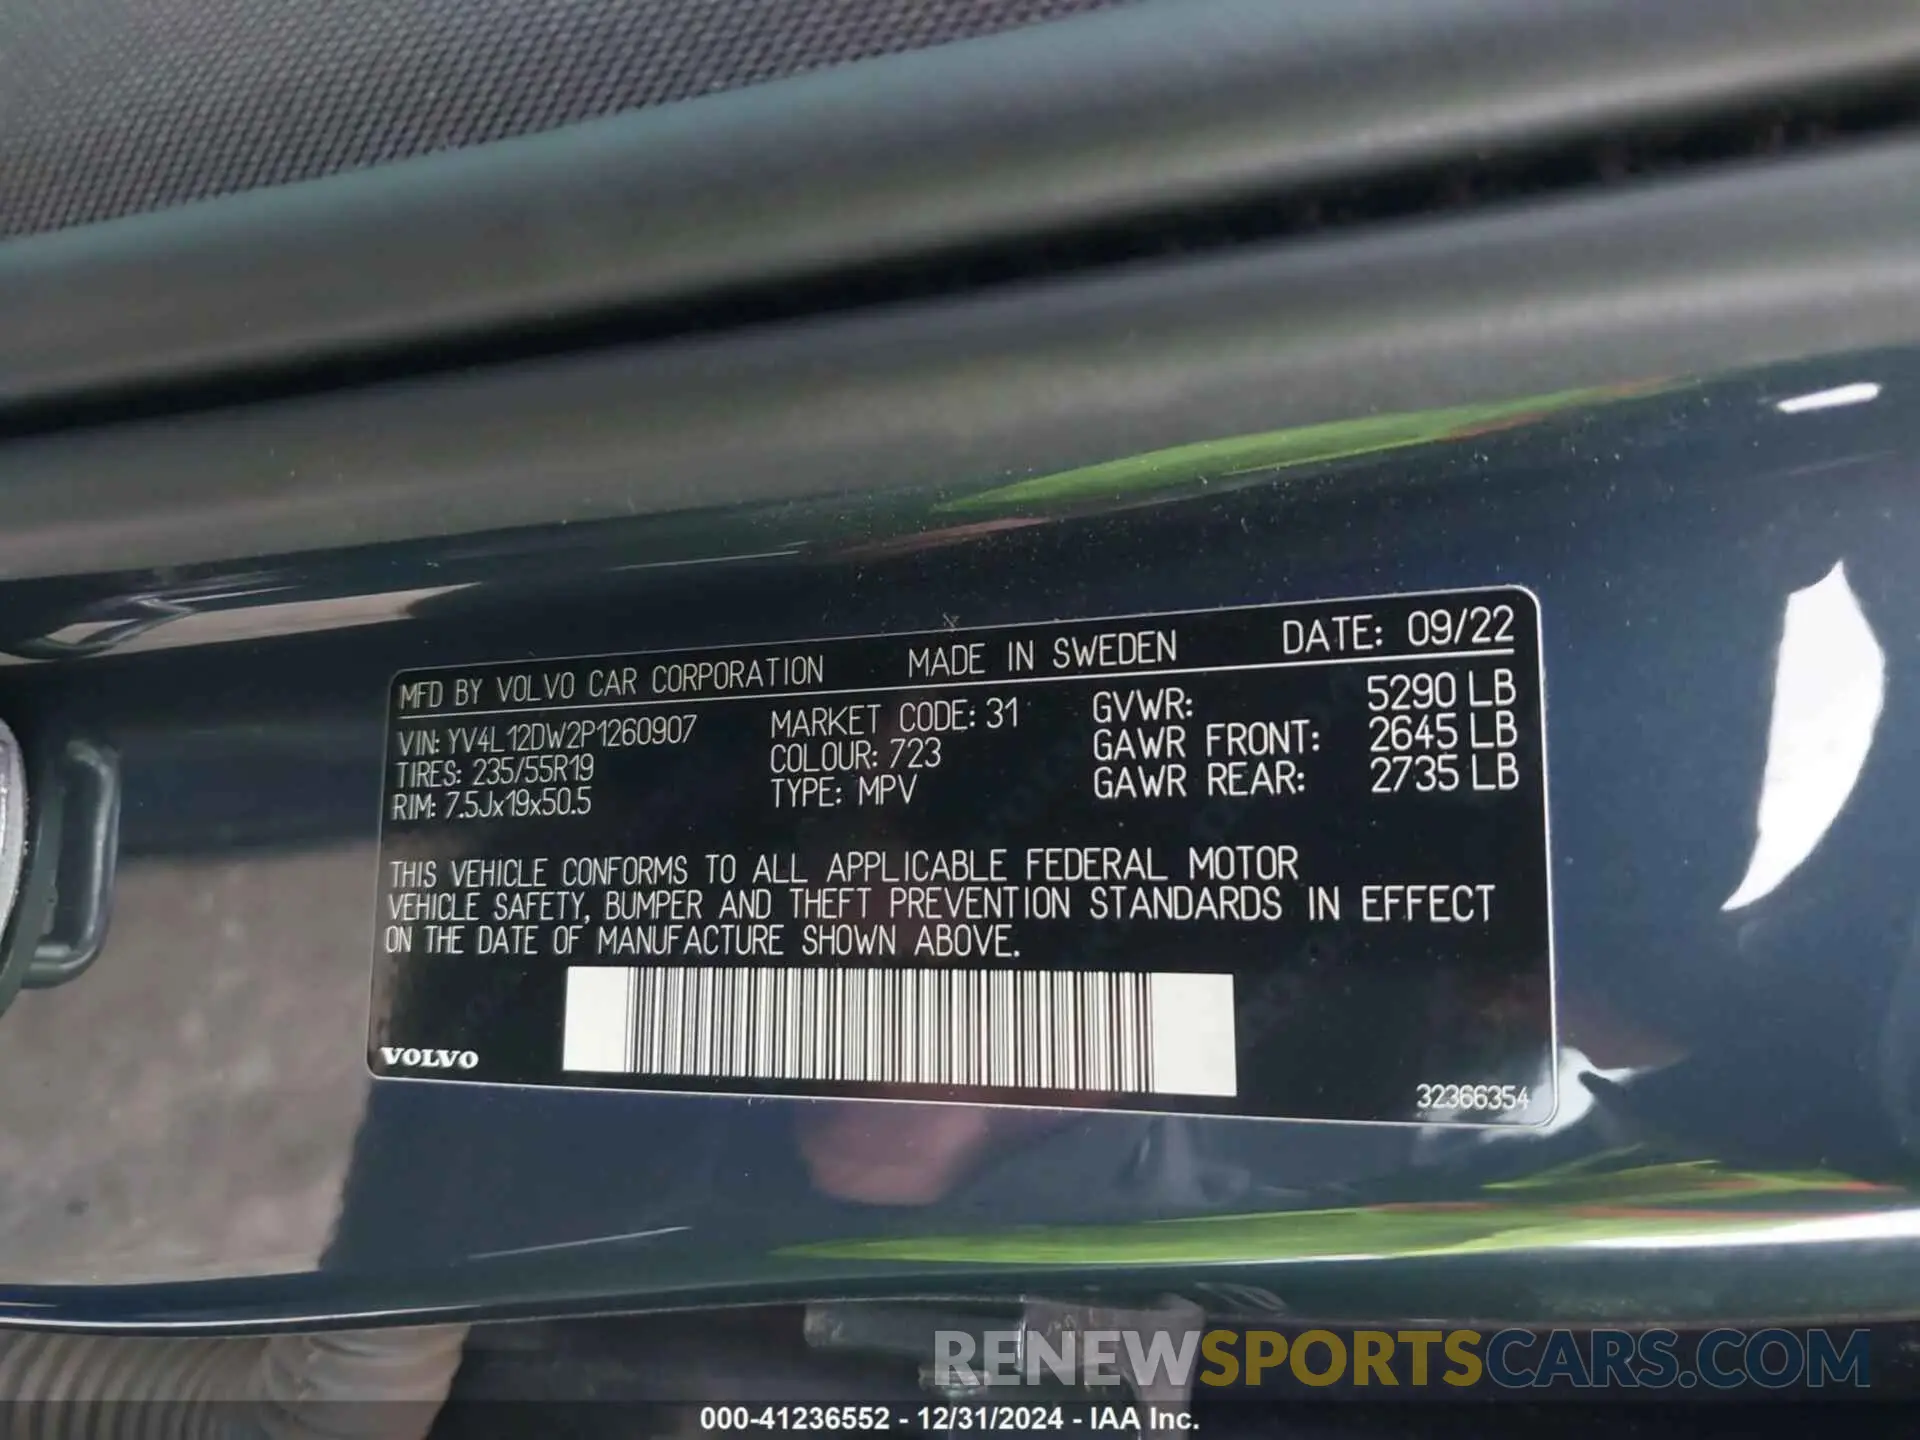 MFD BY VOLVO CAR CORPORATION MADE IN SWEDEN DATE: 09/22
VIN: YV4L12DW2P1260907 MARKET CODE: 31 GVWR: 5290 LB
TIRES: 235/55R19 COLOUR: 723 GAWR FRONT: 2645 LB
RIM: 7.5Jx19x50.5 TYPE: MPV GAWR REAR: 2735 LB
THIS VEHICLE CONFORMS TO ALL APPLICABLE FEDERAL MOTOR
VEHICLE SAFETY, BUMPER AND THEFT PREVENTION STANDARDS IN EFFECT
ON THE DATE OF MANUFACTURE SHOWN ABOVE.
VOLVO
32366354
RENEWSPORTSCARS.COM
000-41236552 - 12/31/2024 - IAA Inc.